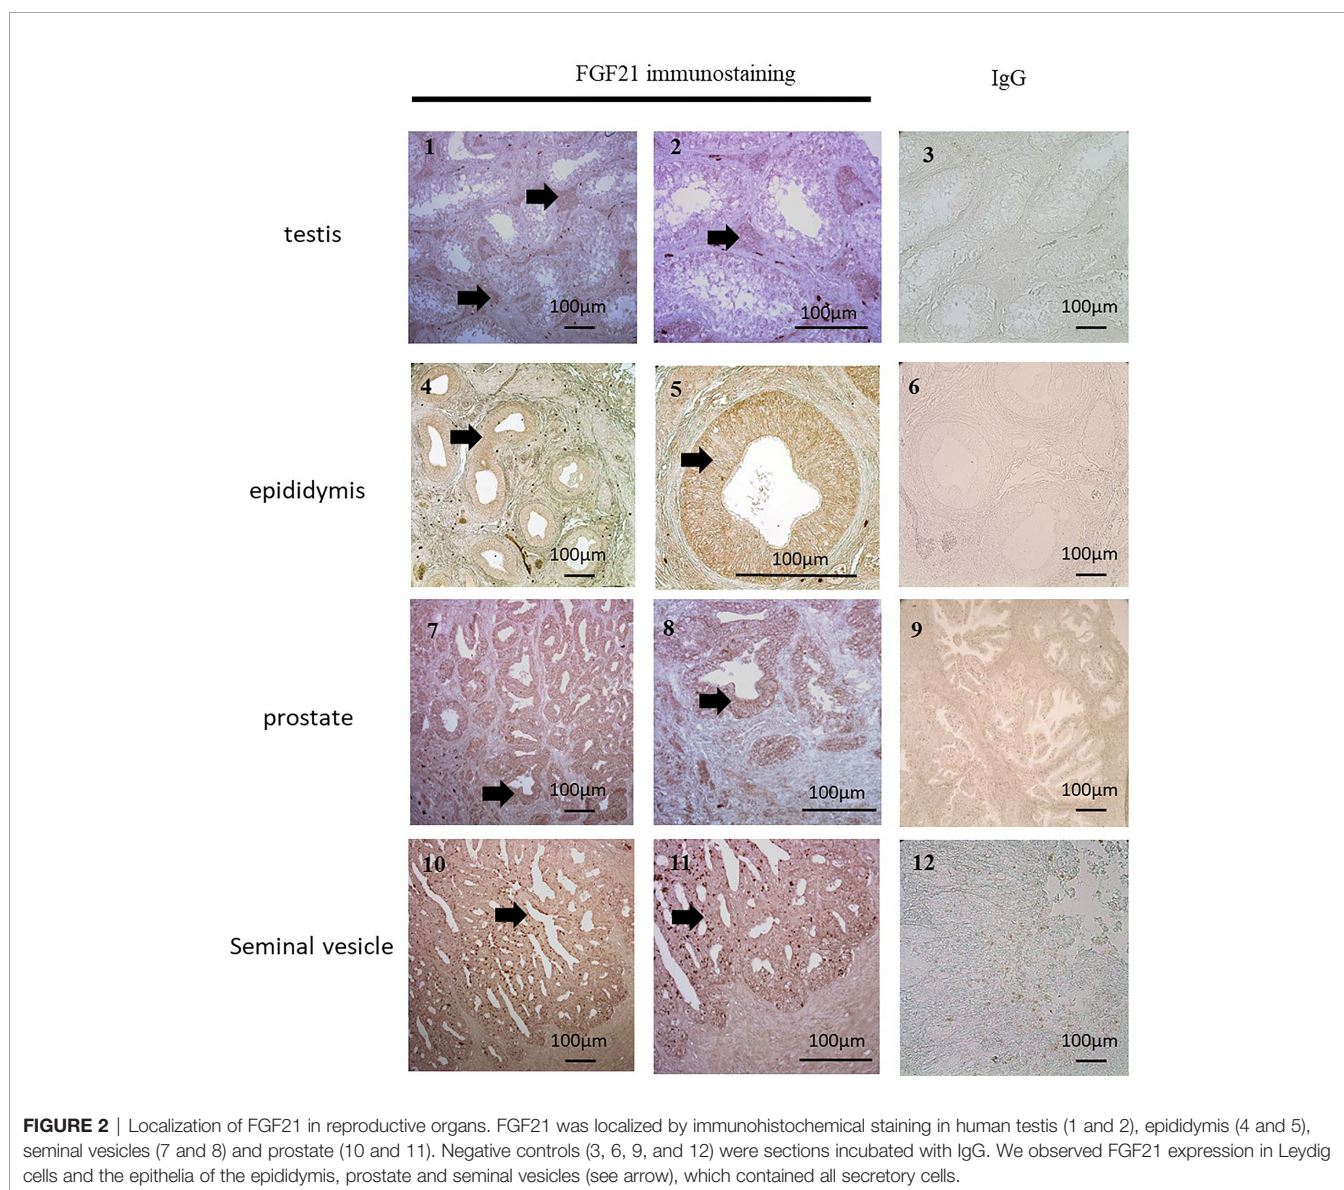 FGF21 immunostaining
IgG
testis
1
100µm
2
100µm
3
100µm
epididymis
4
100µm
5
100µm
6
100µm
prostate
7
100µm
8
100µm
9
100µm
Seminal vesicle
10
100µm
11
100µm
12
100µm
FIGURE 2 | Localization of FGF21 in reproductive organs. FGF21 was localized by immunohistochemical staining in human testis (1 and 2), epididymis (4 and 5),
seminal vesicles (7 and 8) and prostate (10 and 11). Negative controls (3, 6, 9, and 12) were sections incubated with IgG. We observed FGF21 expression in Leydig
cells and the epithelia of the epididymis, prostate and seminal vesicles (see arrow), which contained all secretory cells.